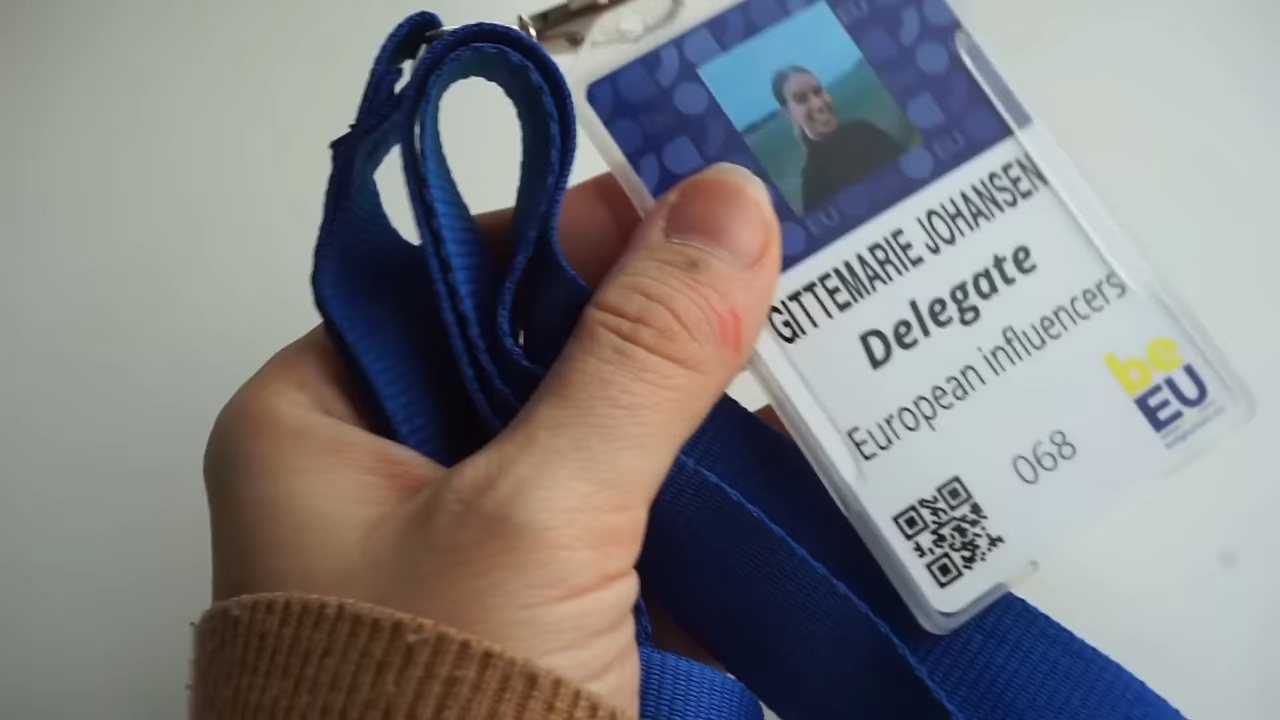 GITTEMARIE JOHANSEN
Delegate
European influencers
be
EU
068